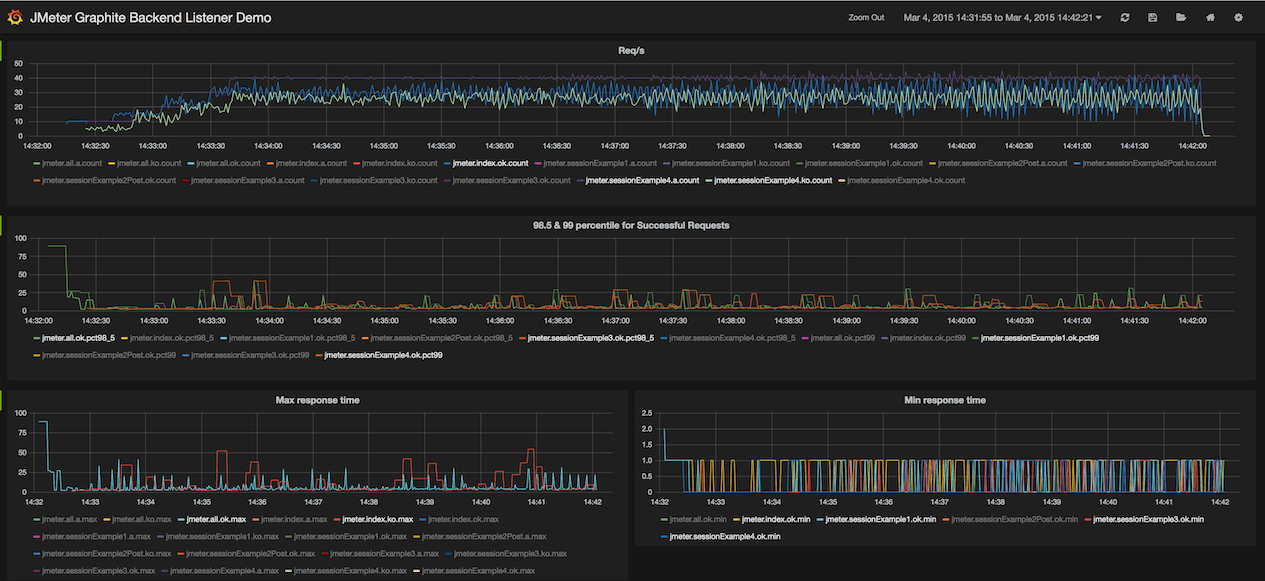 JMeter Graphite Backend Listener Demo
Zoom Out Mar 4, 2015 14:31:55 to Mar 4, 2015 14:42:21
Req/s
50
40
30
20
10
0
14:32:00 14:32:30 14:33:00 14:33:30 14:34:00 14:34:30 14:35:00 14:35:30 14:36:00 14:36:30 14:37:00 14:37:30 14:38:00 14:38:30 14:39:00 14:39:30 14:40:00 14:40:30 14:41:00 14:41:30 14:42:00
jmeter.all.a.count jmeter.all.ko.count jmeter.all.ok.count jmeter.index.a.count jmeter.index.ko.count jmeter.index.ok.count jmeter.sessionExample1.a.count jmeter.sessionExample1.ko.count jmeter.sessionExample1.ok.count jmeter.sessionExample2Post.a.count jmeter.sessionExample2Post.ko.count
jmeter.sessionExample2Post.ok.count jmeter.sessionExample3.a.count jmeter.sessionExample3.ko.count jmeter.sessionExample3.ok.count jmeter.sessionExample4.a.count jmeter.sessionExample4.ko.count jmeter.sessionExample4.ok.count
98.5 & 99 percentile for Successful Requests
100
75
50
25
0
14:32:00 14:32:30 14:33:00 14:33:30 14:34:00 14:34:30 14:35:00 14:35:30 14:36:00 14:36:30 14:37:00 14:37:30 14:38:00 14:38:30 14:39:00 14:39:30 14:40:00 14:40:30 14:41:00 14:41:30 14:42:00
jmeter.all.ok.pct98_5 jmeter.index.ok.pct98_5 jmeter.sessionExample1.ok.pct98_5 jmeter.sessionExample2Post.ok.pct98_5 jmeter.sessionExample3.ok.pct98_5 jmeter.sessionExample4.ok.pct98_5 jmeter.all.ok.pct99 jmeter.index.ok.pct99 jmeter.sessionExample1.ok.pct99
jmeter.sessionExample2Post.ok.pct99 jmeter.sessionExample3.ok.pct99 jmeter.sessionExample4.ok.pct99
Max response time
100
75
50
25
0
14:32 14:33 14:34 14:35 14:36 14:37 14:38 14:39 14:40 14:41 14:42
jmeter.all.a.max jmeter.all.ko.max jmeter.all.ok.max jmeter.index.a.max jmeter.index.ko.max jmeter.index.ok.max
jmeter.sessionExample1.a.max jmeter.sessionExample1.ko.max jmeter.sessionExample1.ok.max jmeter.sessionExample2Post.a.max
jmeter.sessionExample2Post.ko.max jmeter.sessionExample2Post.ok.max jmeter.sessionExample3.a.max jmeter.sessionExample3.ko.max
jmeter.sessionExample3.ok.max jmeter.sessionExample4.a.max jmeter.sessionExample4.ko.max jmeter.sessionExample4.ok.max
Min response time
2.5
2.0
1.5
1.0
0.5
0
14:32 14:33 14:34 14:35 14:36 14:37 14:38 14:39 14:40 14:41 14:42
jmeter.all.ok.min jmeter.index.ok.min jmeter.sessionExample1.ok.min jmeter.sessionExample2Post.ok.min jmeter.sessionExample3.ok.min
jmeter.sessionExample4.ok.min